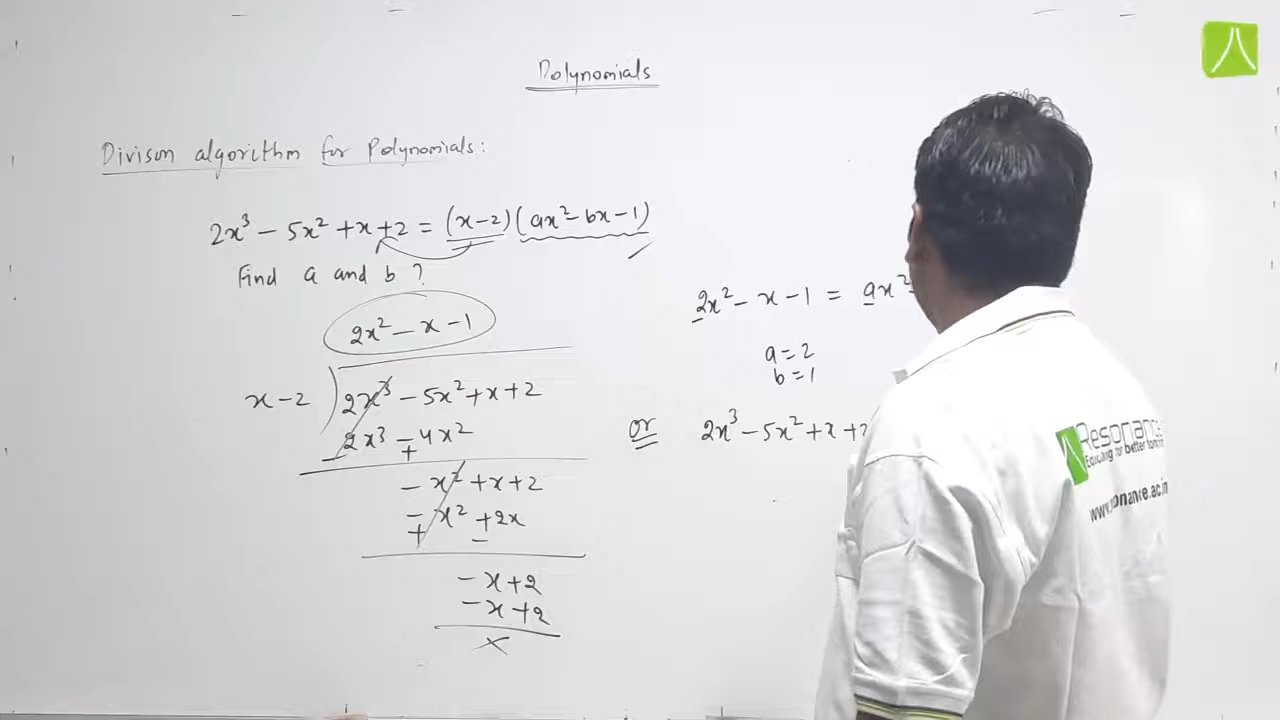 Polynomials
Divison algorithm for Polynomials:
2x³ - 5x² + x + 2 = (x-2)(ax² - bx - 1)
Find a and b ?
2x² - x - 1
x - 2 ) 2x³ - 5x² + x + 2
2x³ - 4x²
- +
- x² + x + 2
- x² + 2x
+ -
- x + 2
- x + 2
×
2x² - x - 1 = ax²
a = 2
b = 1
or 2x³ - 5x² + x + 2
Resonance
Educating for better tomorrow
www.resonance.ac.in